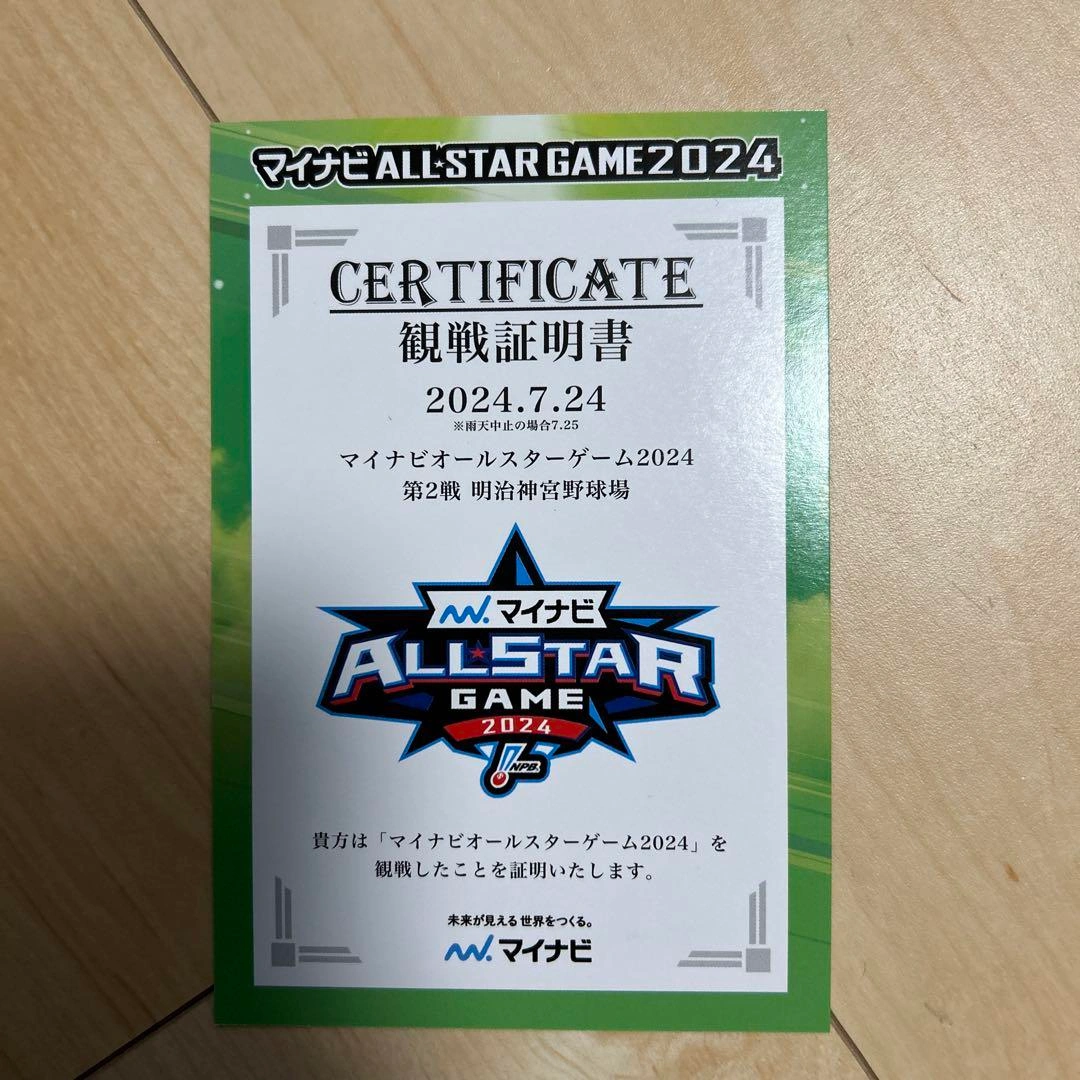 マイナビ ALL★STAR GAME 2024
CERTIFICATE
観戦証明書
2024.7.24
※雨天中止の場合7.25
マイナビオールスターゲーム2024
第2戦 明治神宮野球場
マイナビ
ALL★STAR
GAME
2024
NPB
貴方は「マイナビオールスターゲーム2024」を
観戦したことを証明いたします。
未来が見える 世界をつくる。
マイナビ